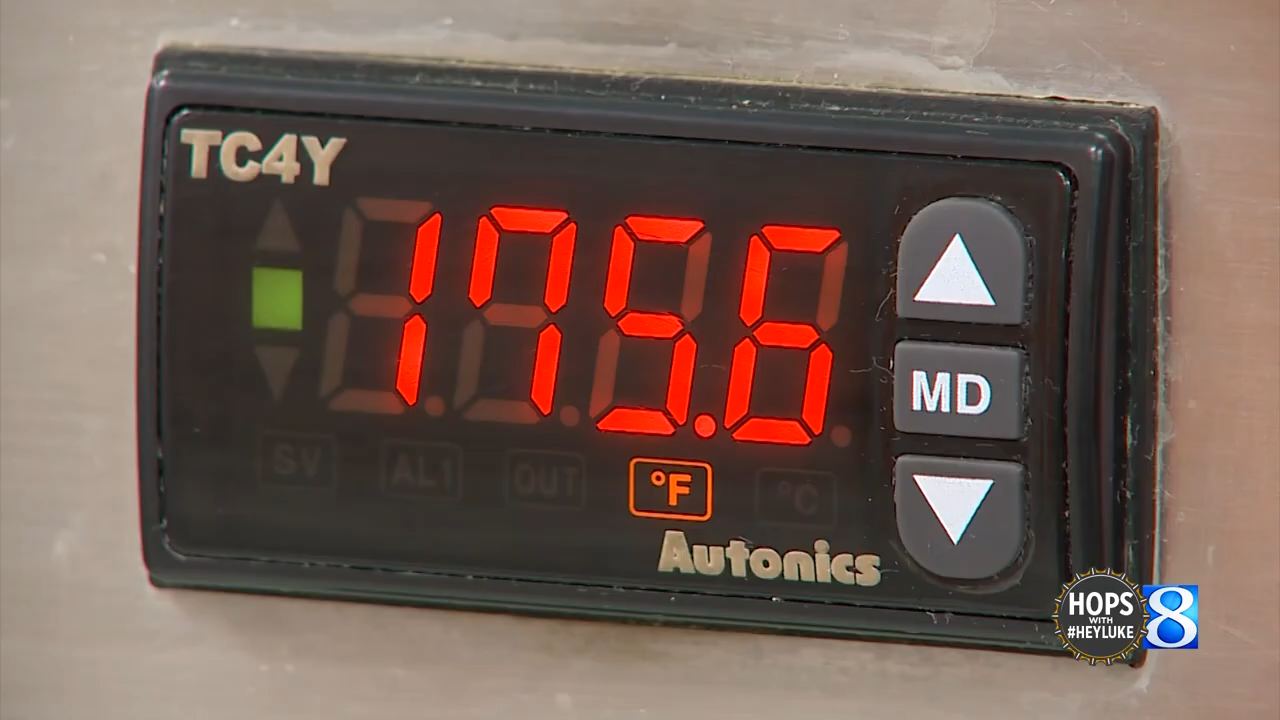 TC4Y
175.6
MD
SV AL1 OUT °F °C
Autonics
HOPS
WITH
#HEYLUKE
8